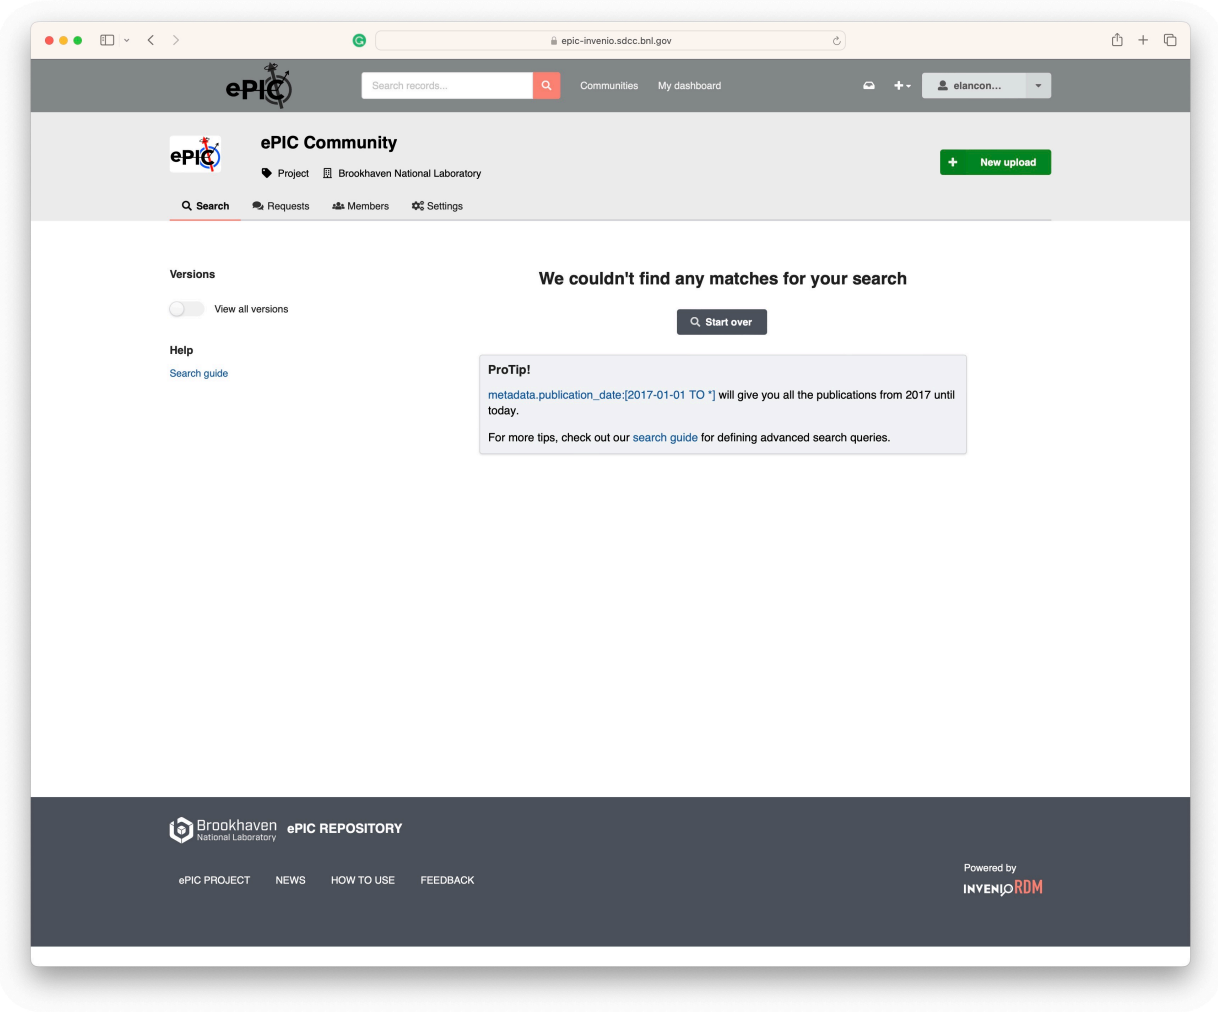 epic-invenio.sdcc.bnl.gov
ePIC
Search records...
Communities
My dashboard
elancon...
ePIC
ePIC Community
Project
Brookhaven National Laboratory
New upload
Search
Requests
Members
Settings
Versions
View all versions
Help
Search guide
We couldn't find any matches for your search
Start over
ProTip!
metadata.publication_date:[2017-01-01 TO *] will give you all the publications from 2017 until
today.
For more tips, check out our search guide for defining advanced search queries.
Brookhaven
National Laboratory
ePIC REPOSITORY
ePIC PROJECT
NEWS
HOW TO USE
FEEDBACK
Powered by
INVENIORDM